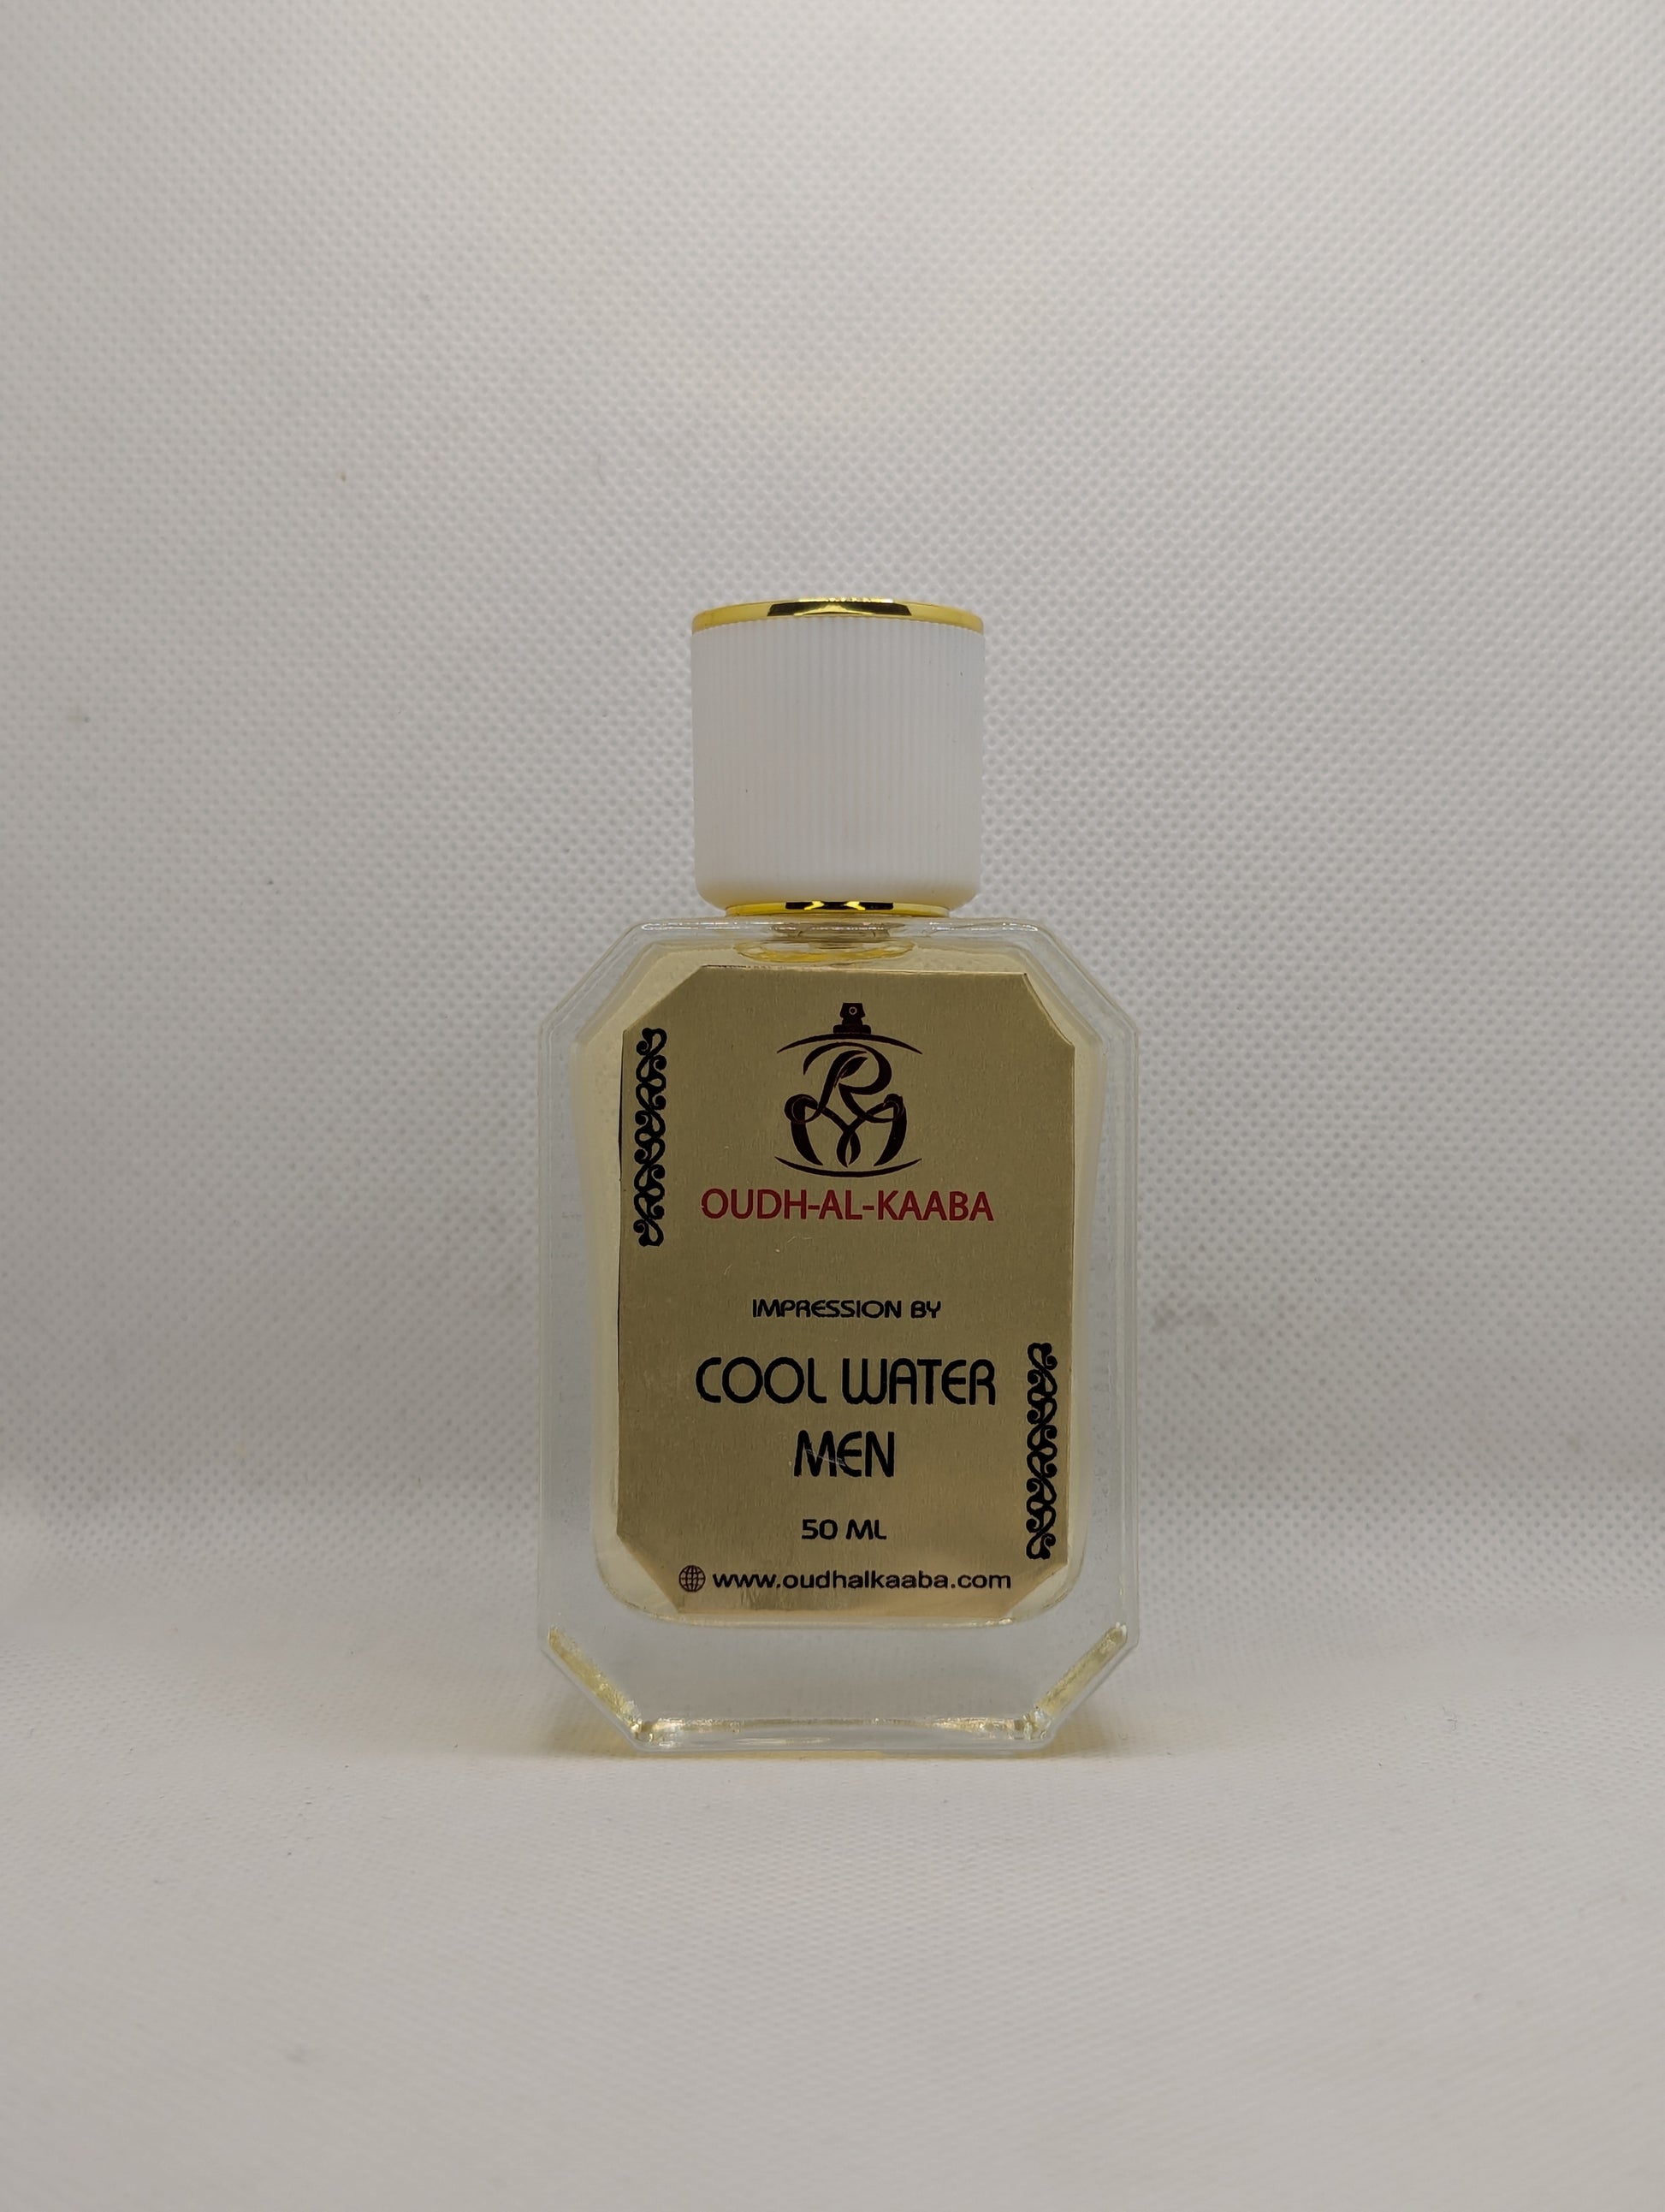 OUDH-AL-KAABA
IMPRESSION BY
COOL WATER
MEN
50 ML
www.oudhalkaaba.com